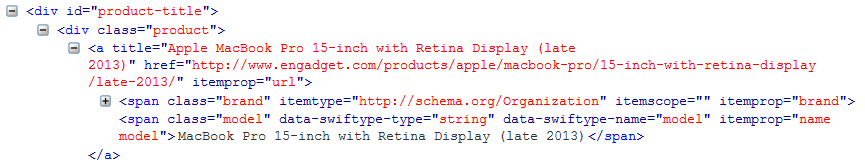 <div id="product-title">
<div class="product">
<a title="Apple MacBook Pro 15-inch with Retina Display (late
2013)" href="http://www.engadget.com/products/apple/macbook-pro/15-inch-with-retina-display
/late-2013/" itemprop="url">
<span class="brand" itemtype="http://schema.org/Organization" itemscope="" itemprop="brand">
<span class="model" data-swiftype-type="string" data-swiftype-name="model" itemprop="name
model">MacBook Pro 15-inch with Retina Display (late 2013)</span>
</a>